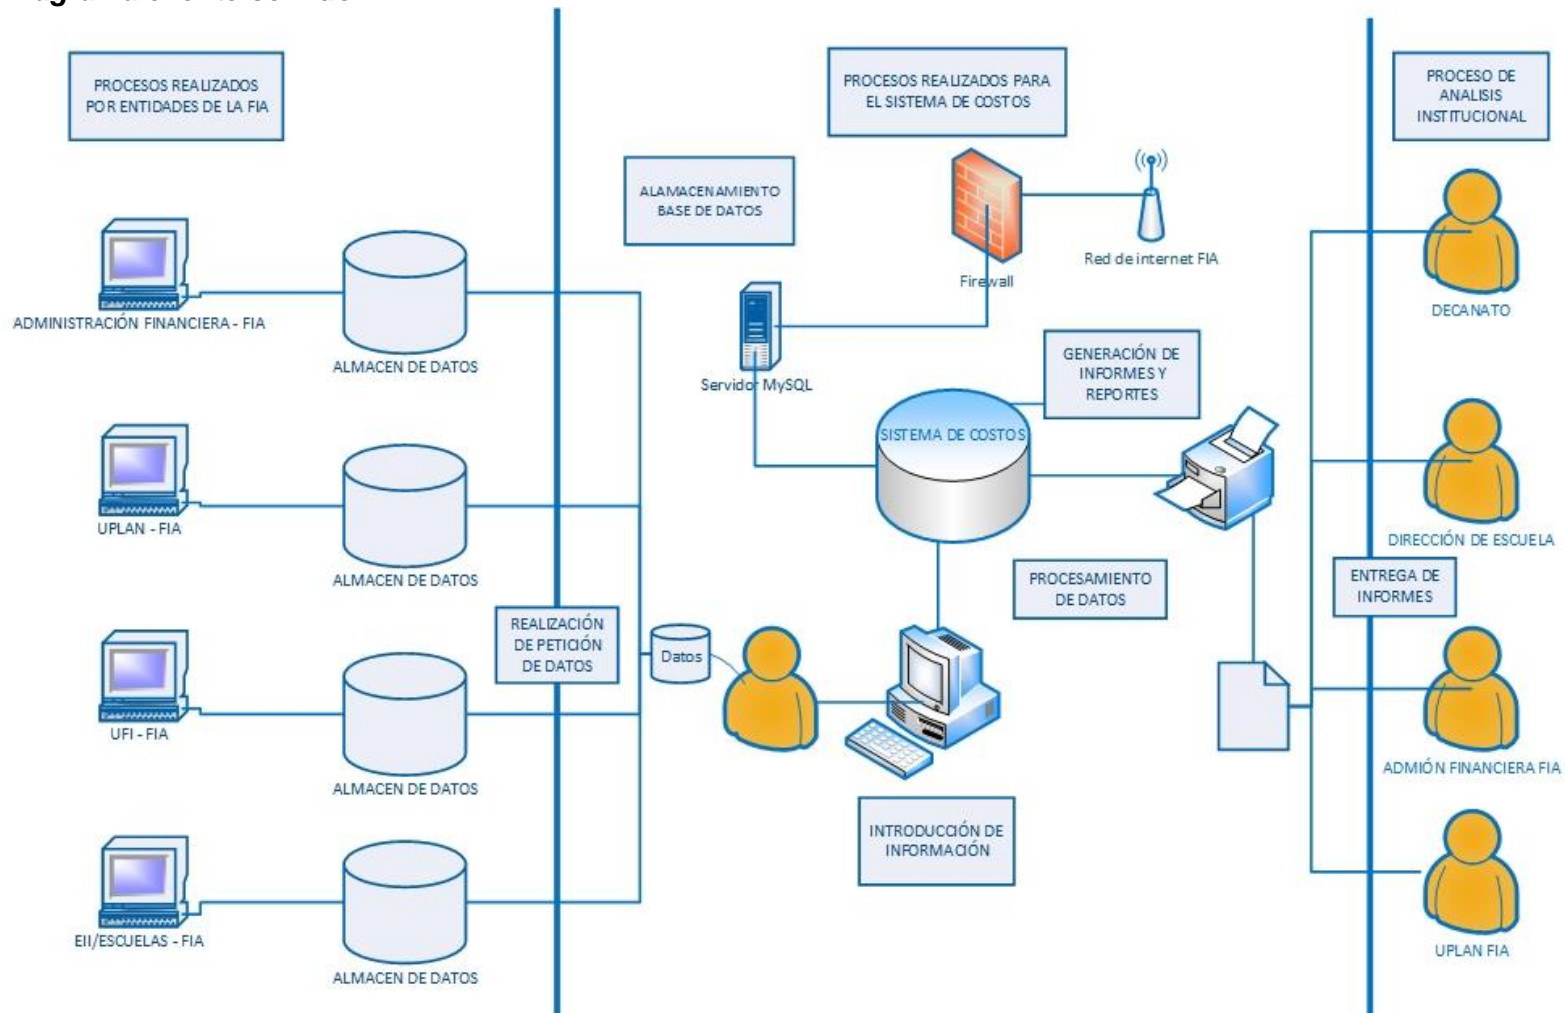 PROCESOS REALIZADOS
POR ENTIDADES DE LA FIA
ADMINISTRACIÓN FINANCIERA - FIA
ALMACEN DE DATOS
UPLAN - FIA
ALMACEN DE DATOS
UFI - FIA
ALMACEN DE DATOS
EII/ESCUELAS - FIA
ALMACEN DE DATOS
REALIZACIÓN
DE PETICIÓN
DE DATOS
PROCESOS REALIZADOS PARA
EL SISTEMA DE COSTOS
ALAMACENAMIENTO
BASE DE DATOS
Firewall
Red de internet FIA
Servidor MySQL
GENERACIÓN DE
INFORMES Y
REPORTES
SISTEMA DE COSTOS
PROCESAMIENTO
DE DATOS
Datos
INTRODUCCIÓN DE
INFORMACIÓN
PROCESO DE
ANALISIS
INSTITUCIONAL
DECANATO
DIRECCIÓN DE ESCUELA
ENTREGA DE
INFORMES
ADMIÓN FINANCIERA FIA
UPLAN FIA